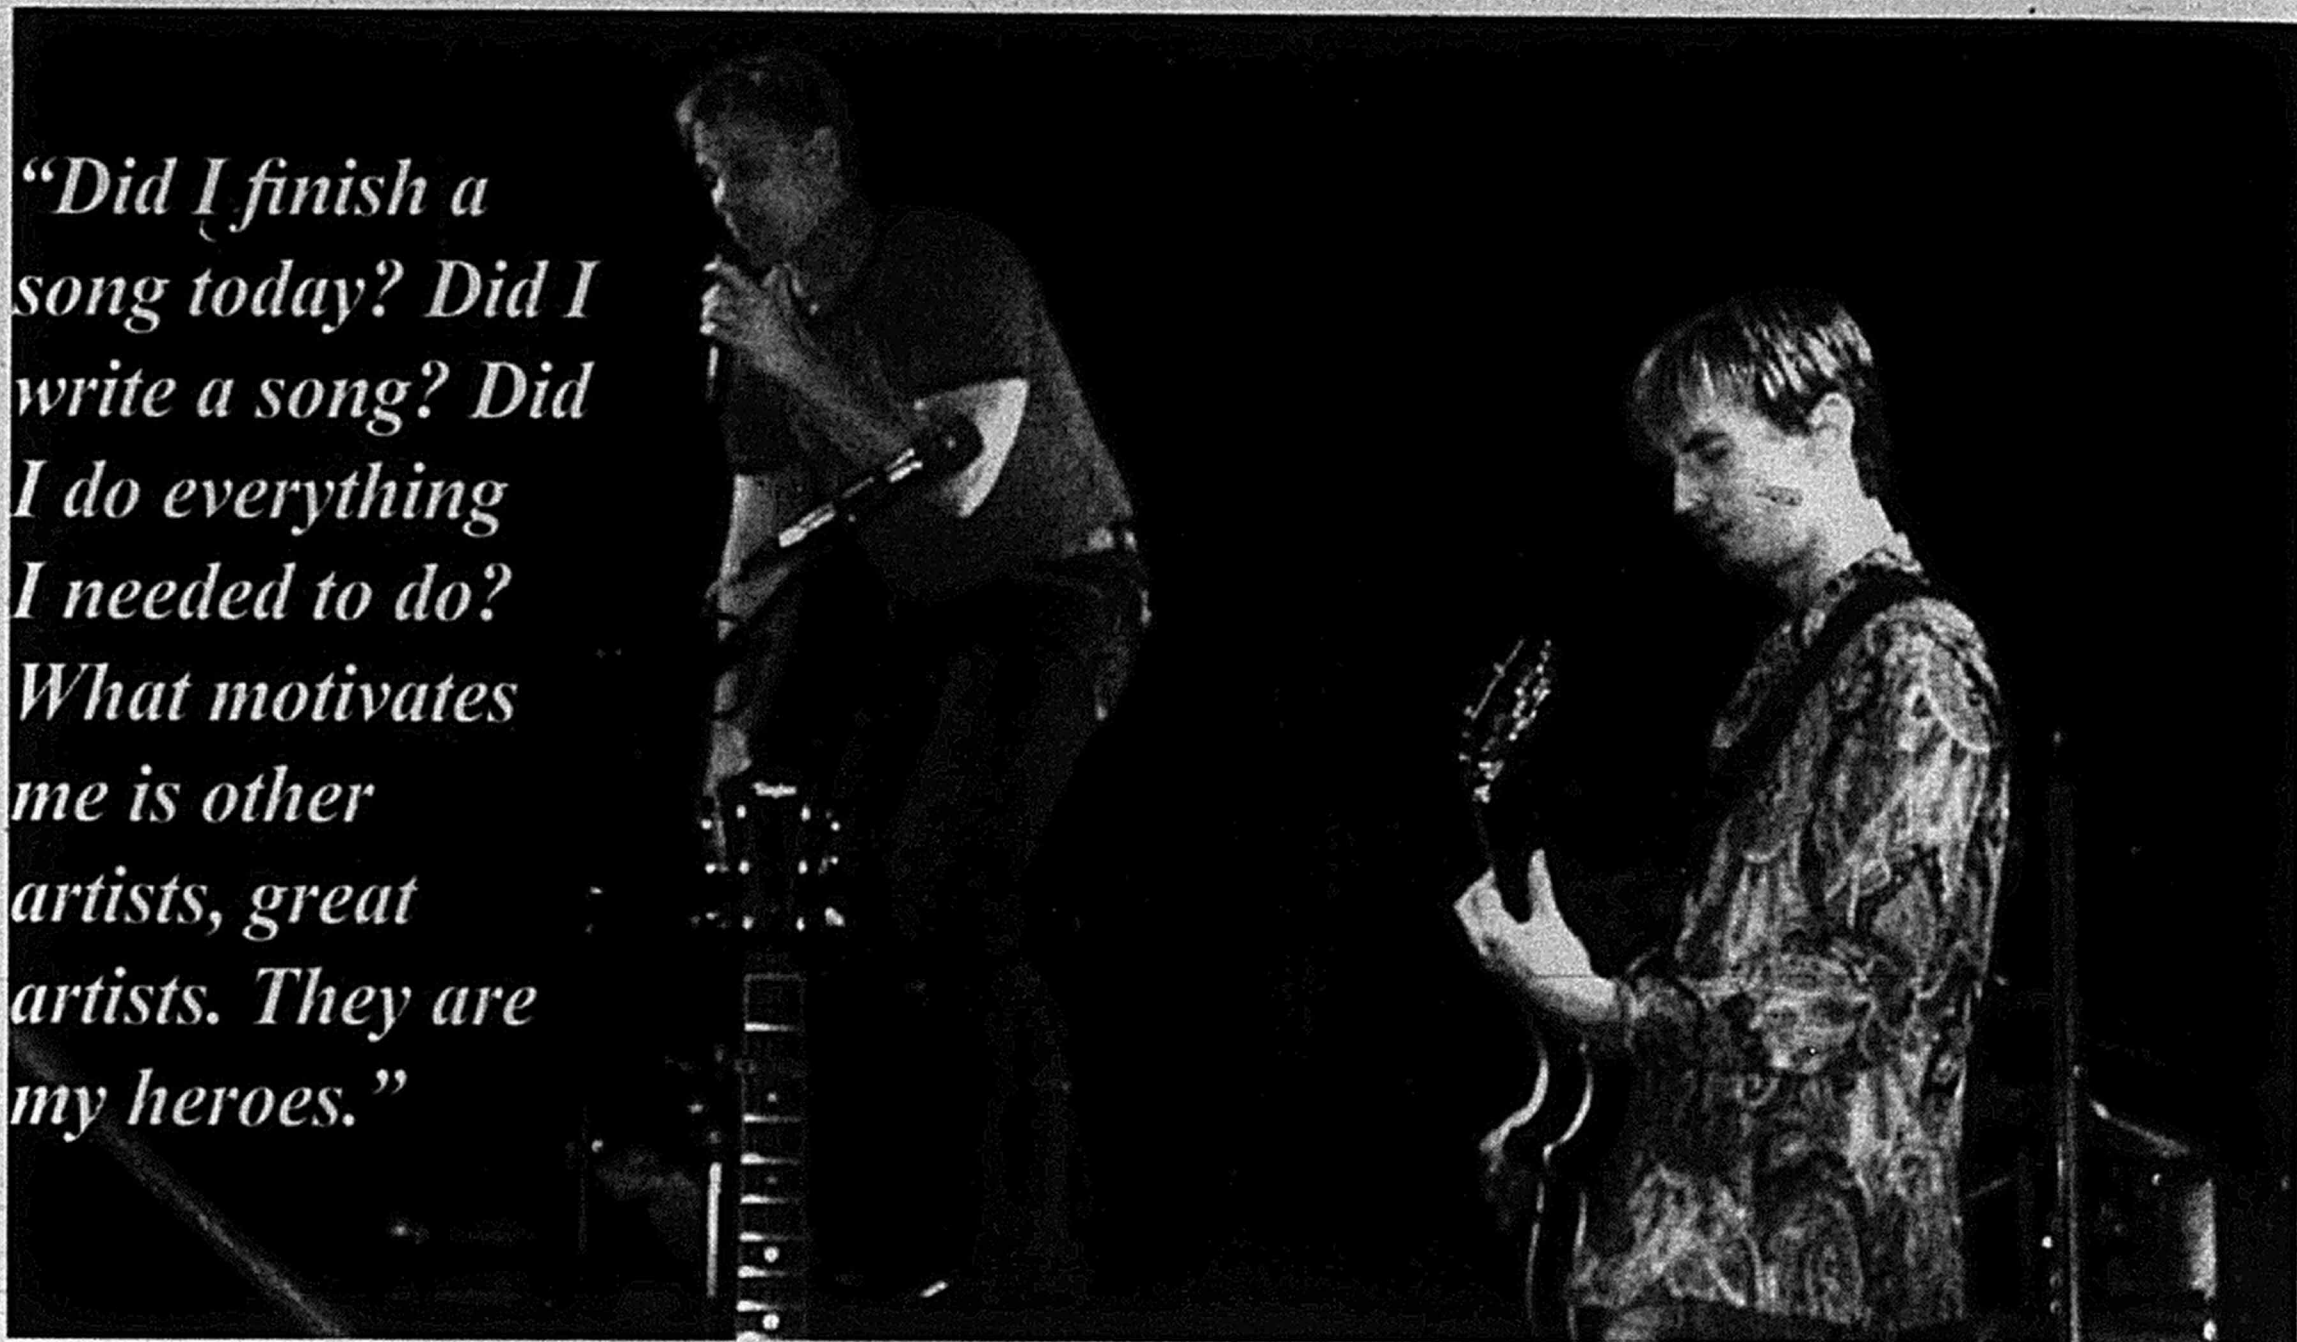 “Did I finish a
song today? Did I
write a song? Did
I do everything
I needed to do?
What motivates
me is other
artists, great
artists. They are
my heroes.”